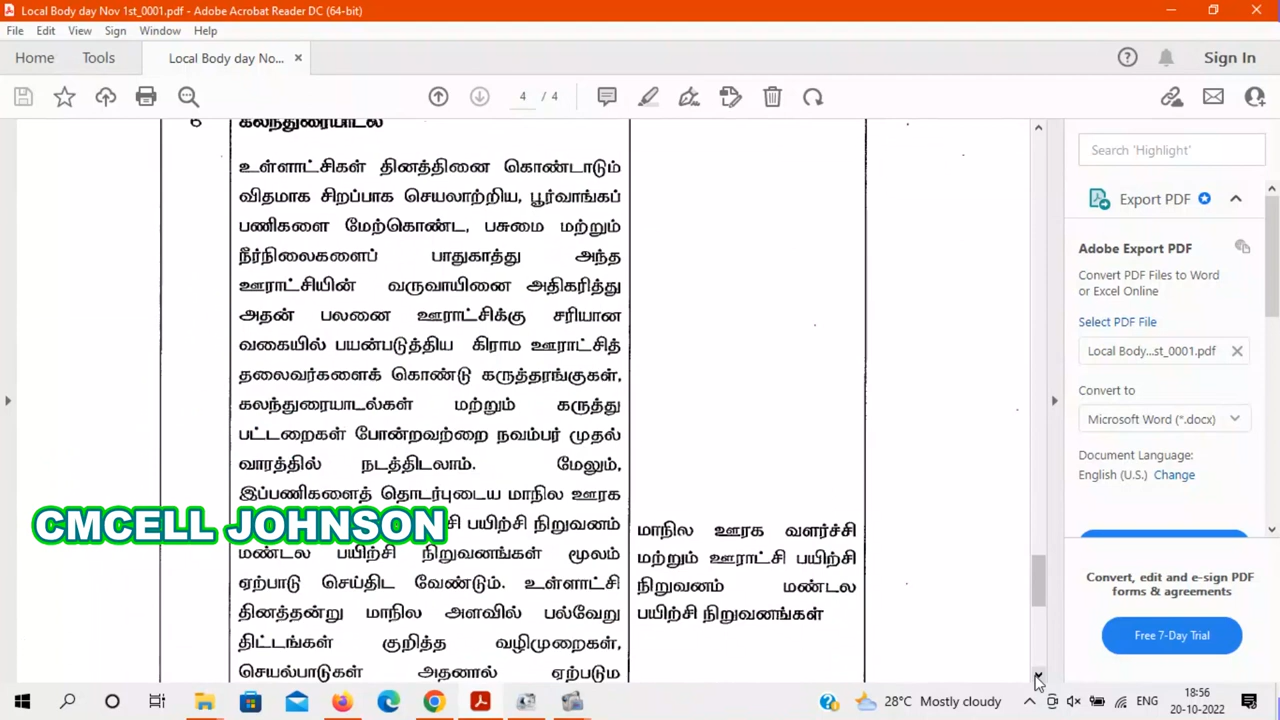 Local Body day Nov 1st_0001.pdf - Adobe Acrobat Reader DC (64-bit)
File Edit View Sign Window Help
Home Tools Local Body day No... ×
Sign In
4 / 4
6 கலந்துரையாடல்
உள்ளாட்சிகள் தினத்தினை கொண்டாடும்
விதமாக சிறப்பாக செயலாற்றிய, பூர்வாங்கப்
பணிகளை மேற்கொண்ட, பசுமை மற்றும்
நீர்நிலைகளைப் பாதுகாத்து அந்த
ஊராட்சியின் வருவாயினை அதிகரித்து
அதன் பலனை ஊராட்சிக்கு சரியான
வகையில் பயன்படுத்திய கிராம ஊராட்சித்
தலைவர்களைக் கொண்டு கருத்தரங்குகள்,
கலந்துரையாடல்கள் மற்றும் கருத்து
பட்டறைகள் போன்றவற்றை நவம்பர் முதல்
வாரத்தில் நடத்திடலாம். மேலும்,
இப்பணிகளைத் தொடர்புடைய மாநில ஊரக
சி பயிற்சி நிறுவனம்
மண்டல பயிற்சி நிறுவனங்கள் மூலம்
ஏற்பாடு செய்திட வேண்டும். உள்ளாட்சி
தினத்தன்று மாநில அளவில் பல்வேறு
திட்டங்கள் குறித்த வழிமுறைகள்,
செயல்பாடுகள் அதனால் ஏற்படும
மாநில ஊரக வளர்ச்சி
மற்றும் ஊராட்சி பயிற்சி
நிறுவனம் மண்டல
பயிற்சி நிறுவனங்கள்
CMCELL JOHNSON
Search 'Highlight'
Export PDF
Adobe Export PDF
Convert PDF Files to Word
or Excel Online
Select PDF File
Local Body...st_0001.pdf ×
Convert to
Microsoft Word (*.docx)
Document Language:
English (U.S.) Change
Convert, edit and e-sign PDF
forms & agreements
Free 7-Day Trial
28°C Mostly cloudy
ENG
18:56
20-10-2022